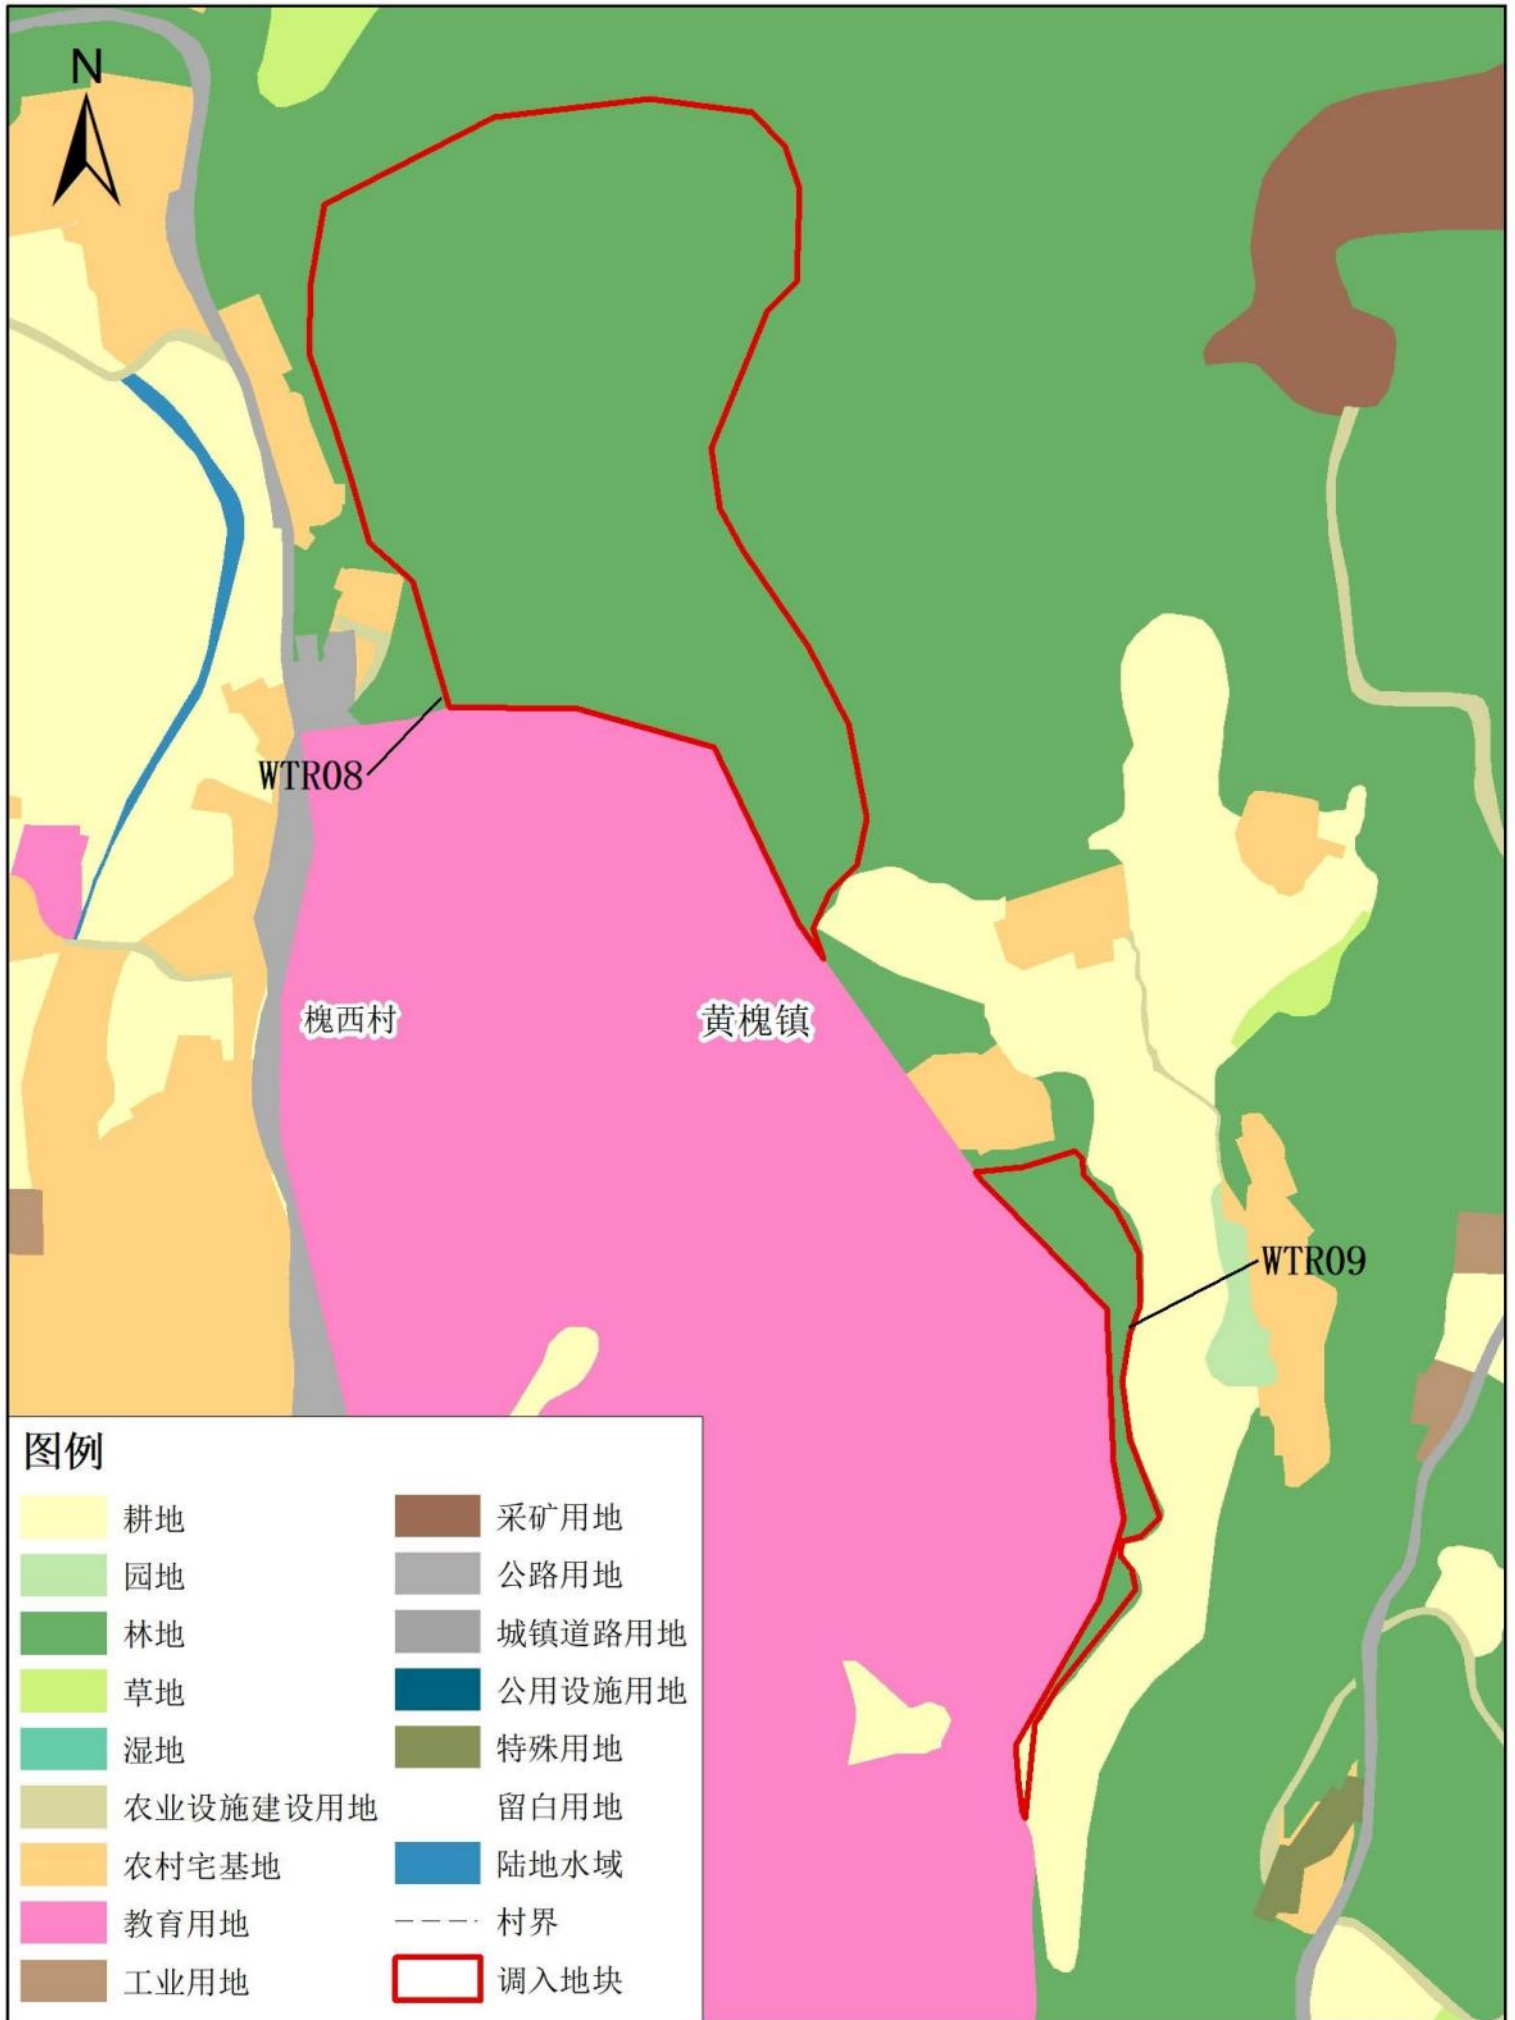 N
WTR08
槐西村
黄槐镇
WTR09
图例
耕地
园地
林地
草地
湿地
农业设施建设用地
农村宅基地
教育用地
工业用地
采矿用地
公路用地
城镇道路用地
公用设施用地
特殊用地
留白用地
陆地水域
村界
调入地块